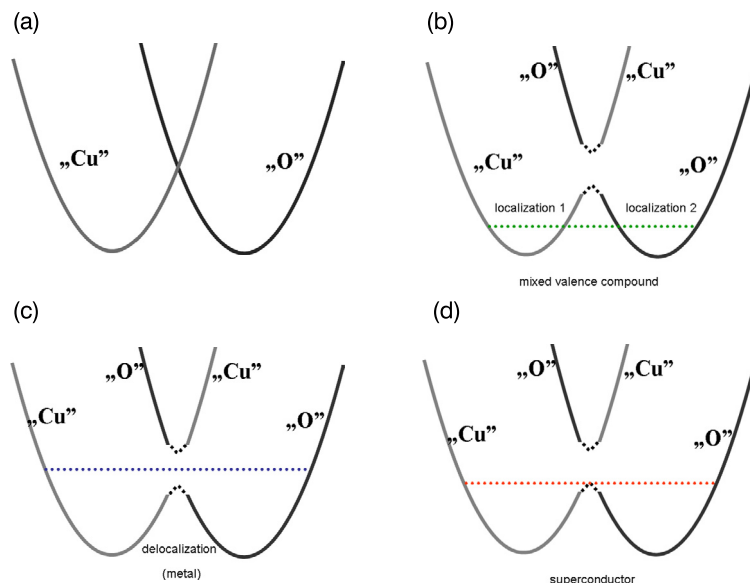 (a)
„Cu”
„O”
(b)
„O”
„Cu”
„Cu”
„O”
localization 1
localization 2
mixed valence compound
(c)
„O”
„Cu”
„Cu”
„O”
delocalization
(metal)
(d)
„O”
„Cu”
„Cu”
„O”
superconductor